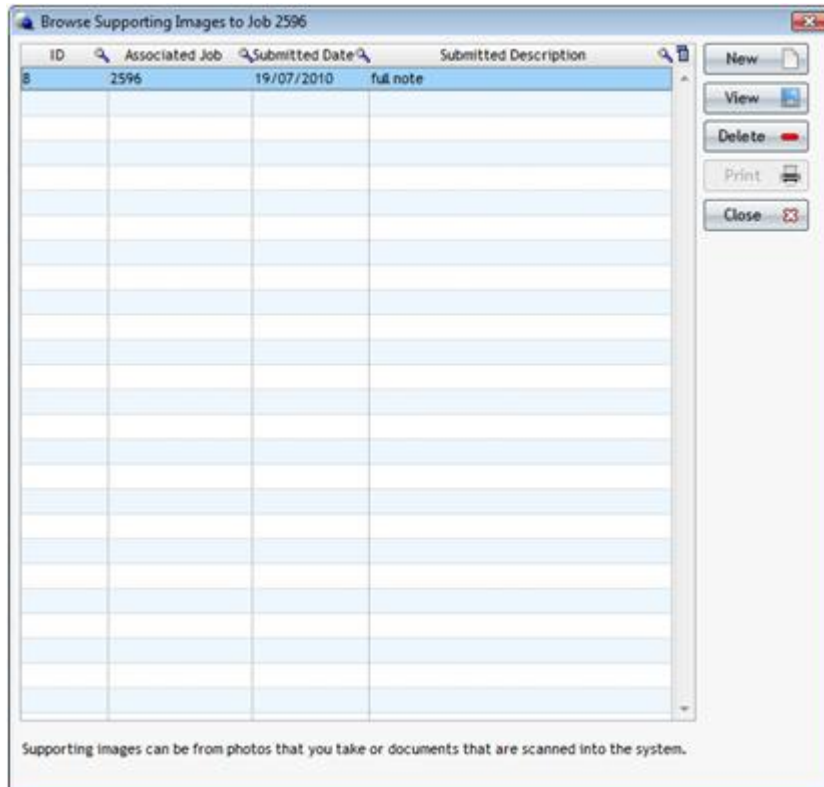 Browse Supporting Images to Job 2596
ID Associated Job Submitted Date Submitted Description
8 2596 19/07/2010 full note
New
View
Delete
Print
Close
Supporting images can be from photos that you take or documents that are scanned into the system.